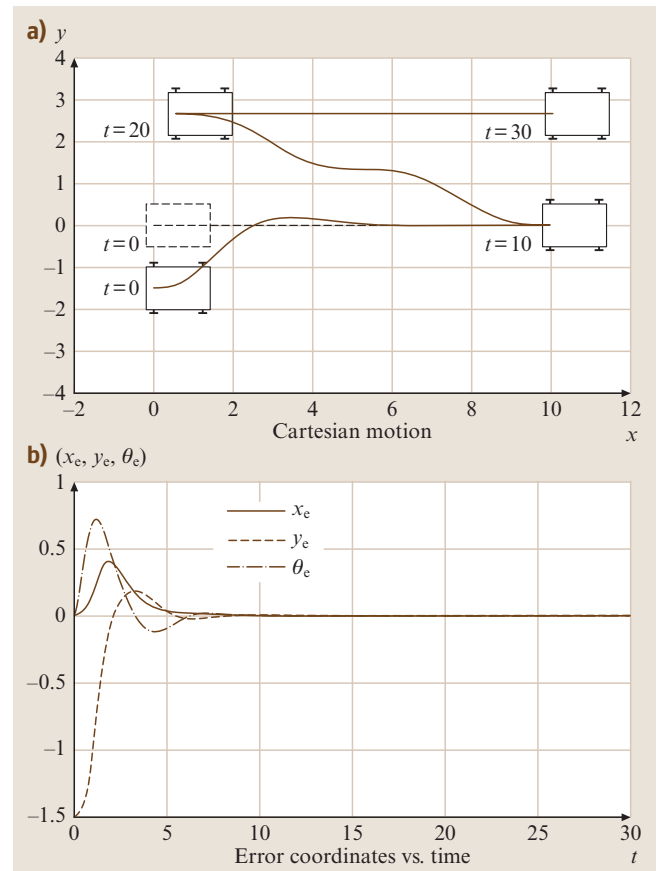 a) y
4
3
2
1
0
−1
−2
−3
−4
t=20
t=30
t=0
t=10
t=0
−2 0 2 4 6 8 10 12
Cartesian motion x
b) (xe, ye, θe)
1
0.5
0
−0.5
−1
−1.5
xe
ye
θe
0 5 10 15 20 25 30
Error coordinates vs. time t